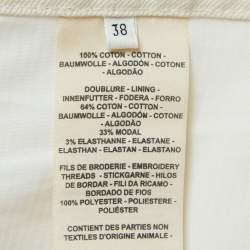 38
100% COTON - COTTON -
BAUMWOLLE - ALGODÓN - COTONE
- ALGODÃO
DOUBLURE - LINING -
INNENFUTTER - FODERA - FORRO
64% COTON - COTTON -
BAUMWOLLE - ALGODÓN - COTONE
- ALGODÃO
33% MODAL
3% ELASTHANNE - ELASTANE -
ELASTHAN - ELASTAN - ELASTANO
FILS DE BRODERIE - EMBROIDERY
THREADS - STICKGARNE - HILOS
DE BORDAR - FILI DA RICAMO -
BORDADO DE FIOS
100% POLYESTER - POLIESTERE -
POLIÉSTER
CONTIENT DES PARTIES NON
TEXTILES D'ORIGINE ANIMALE -